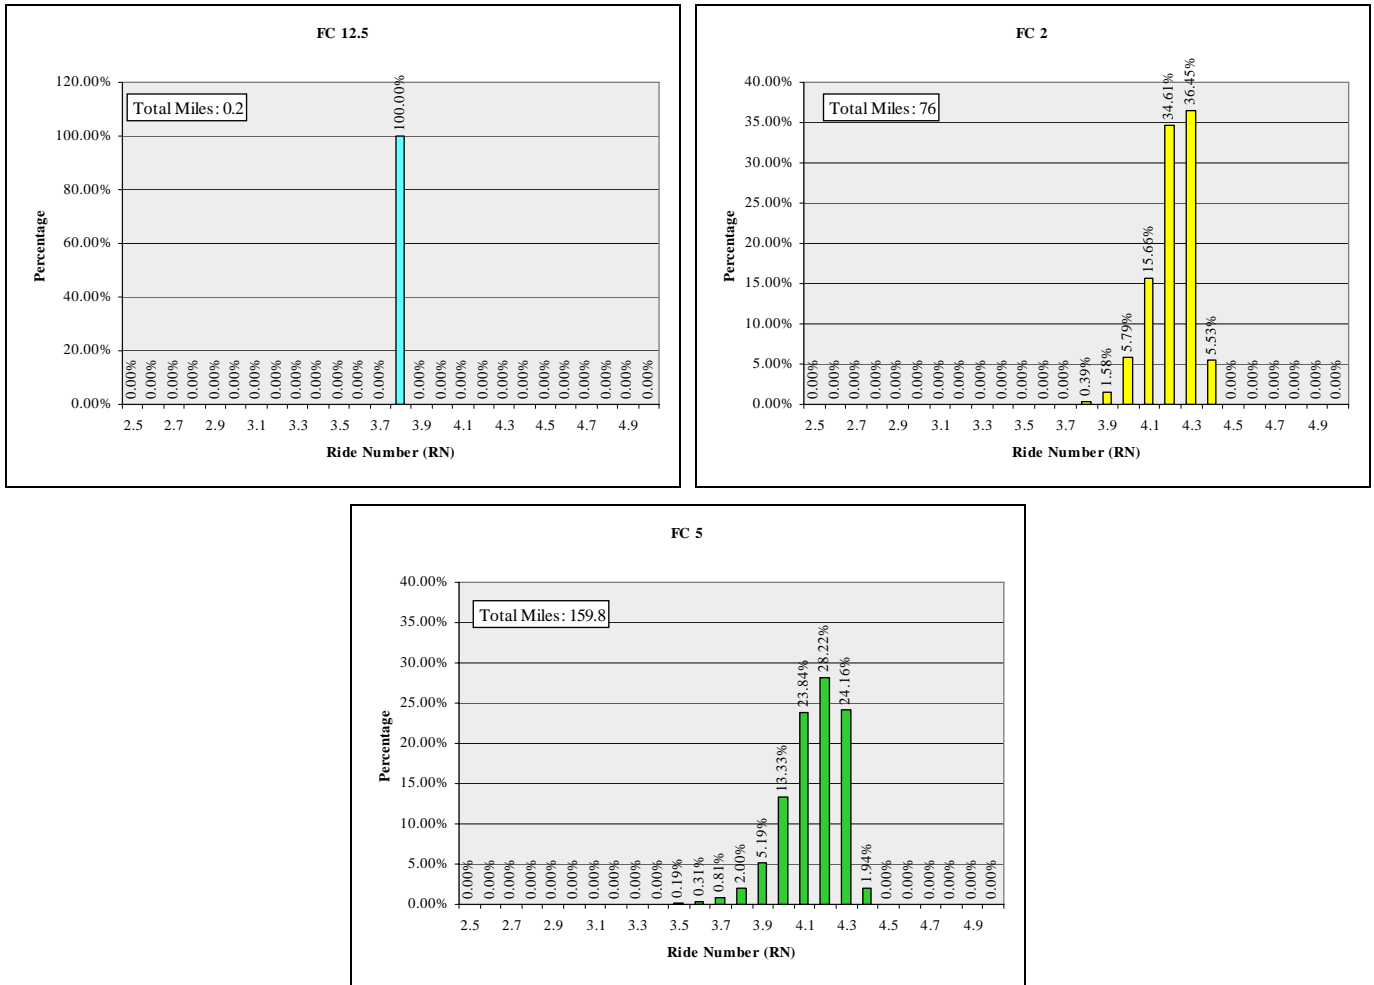 FC 12.5
120.00%
100.00%
80.00%
60.00%
40.00%
20.00%
0.00%
Percentage
Total Miles: 0.2
0.00% 0.00% 0.00% 0.00% 0.00% 0.00% 0.00% 0.00% 0.00% 0.00% 0.00% 0.00% 0.00% 100.00% 0.00% 0.00% 0.00% 0.00% 0.00% 0.00% 0.00% 0.00% 0.00% 0.00% 0.00% 0.00%
2.5 2.7 2.9 3.1 3.3 3.5 3.7 3.9 4.1 4.3 4.5 4.7 4.9
Ride Number (RN)
FC 2
40.00%
35.00%
30.00%
25.00%
20.00%
15.00%
10.00%
5.00%
0.00%
Percentage
Total Miles: 76
0.00% 0.00% 0.00% 0.00% 0.00% 0.00% 0.00% 0.00% 0.00% 0.00% 0.00% 0.00% 0.00% 0.39% 1.58% 5.79% 15.66% 34.61% 36.45% 5.53% 0.00% 0.00% 0.00% 0.00% 0.00% 0.00%
2.5 2.7 2.9 3.1 3.3 3.5 3.7 3.9 4.1 4.3 4.5 4.7 4.9
Ride Number (RN)
FC 5
40.00%
35.00%
30.00%
25.00%
20.00%
15.00%
10.00%
5.00%
0.00%
Percentage
Total Miles: 159.8
0.00% 0.00% 0.00% 0.00% 0.00% 0.00% 0.00% 0.00% 0.00% 0.00% 0.19% 0.31% 0.81% 2.00% 5.19% 13.33% 23.84% 28.22% 24.16% 1.94% 0.00% 0.00% 0.00% 0.00% 0.00% 0.00%
2.5 2.7 2.9 3.1 3.3 3.5 3.7 3.9 4.1 4.3 4.5 4.7 4.9
Ride Number (RN)